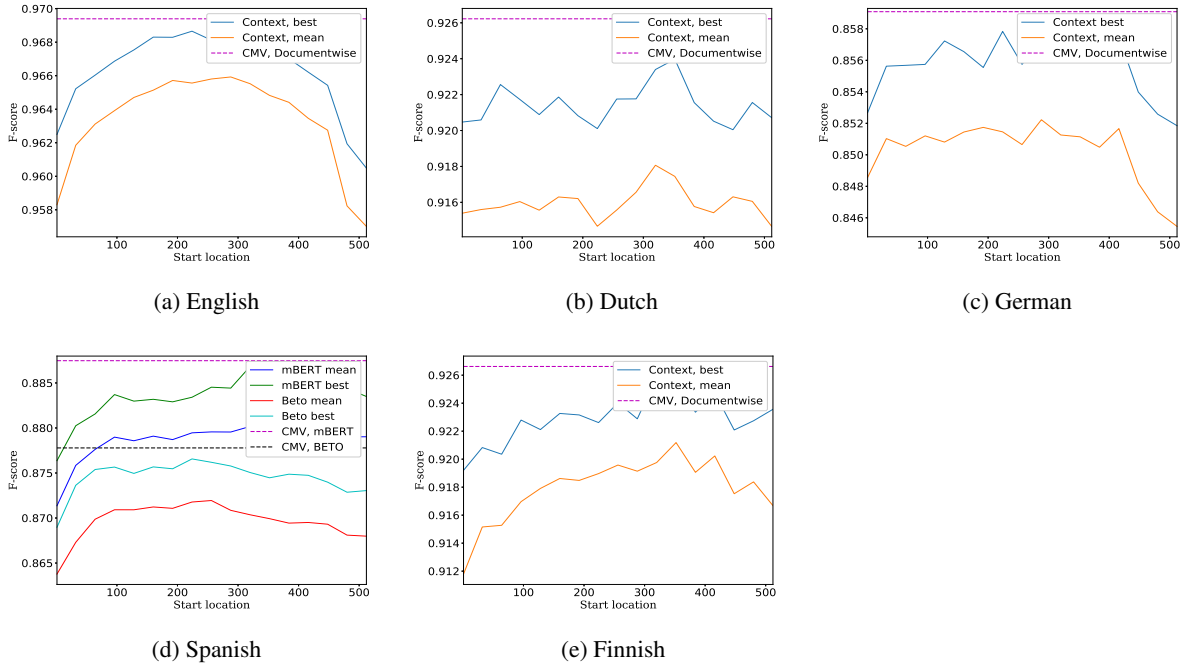 0.970
0.968
0.966
0.964
0.962
0.960
0.958
F-score
100 200 300 400 500
Start location
Context, best
Context, mean
CMV, Documentwise
(a) English
0.926
0.924
0.922
0.920
0.918
0.916
F-score
100 200 300 400 500
Start location
Context, best
Context, mean
CMV, Documentwise
(b) Dutch
0.858
0.856
0.854
0.852
0.850
0.848
0.846
F-score
100 200 300 400 500
Start location
Context best
Context, mean
CMV, Documentwise
(c) German
0.885
0.880
0.875
0.870
0.865
F-score
100 200 300 400 500
Start location
mBERT mean
mBERT best
Beto mean
Beto best
CMV, mBERT
CMV, BETO
(d) Spanish
0.926
0.924
0.922
0.920
0.918
0.916
0.914
0.912
F-score
100 200 300 400 500
Start location
Context, best
Context, mean
CMV, Documentwise
(e) Finnish